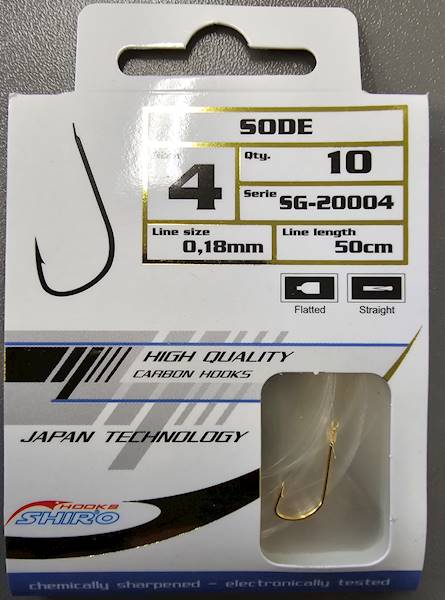 SODE
4
Qty. 10
Serie SG-20004
Line size
0,18mm
Line length
50cm
Flatted
Straight
HIGH QUALITY
CARBON HOOKS
JAPAN TECHNOLOGY
HOOKS
SHIRO
chemically sharpened - electronically tested